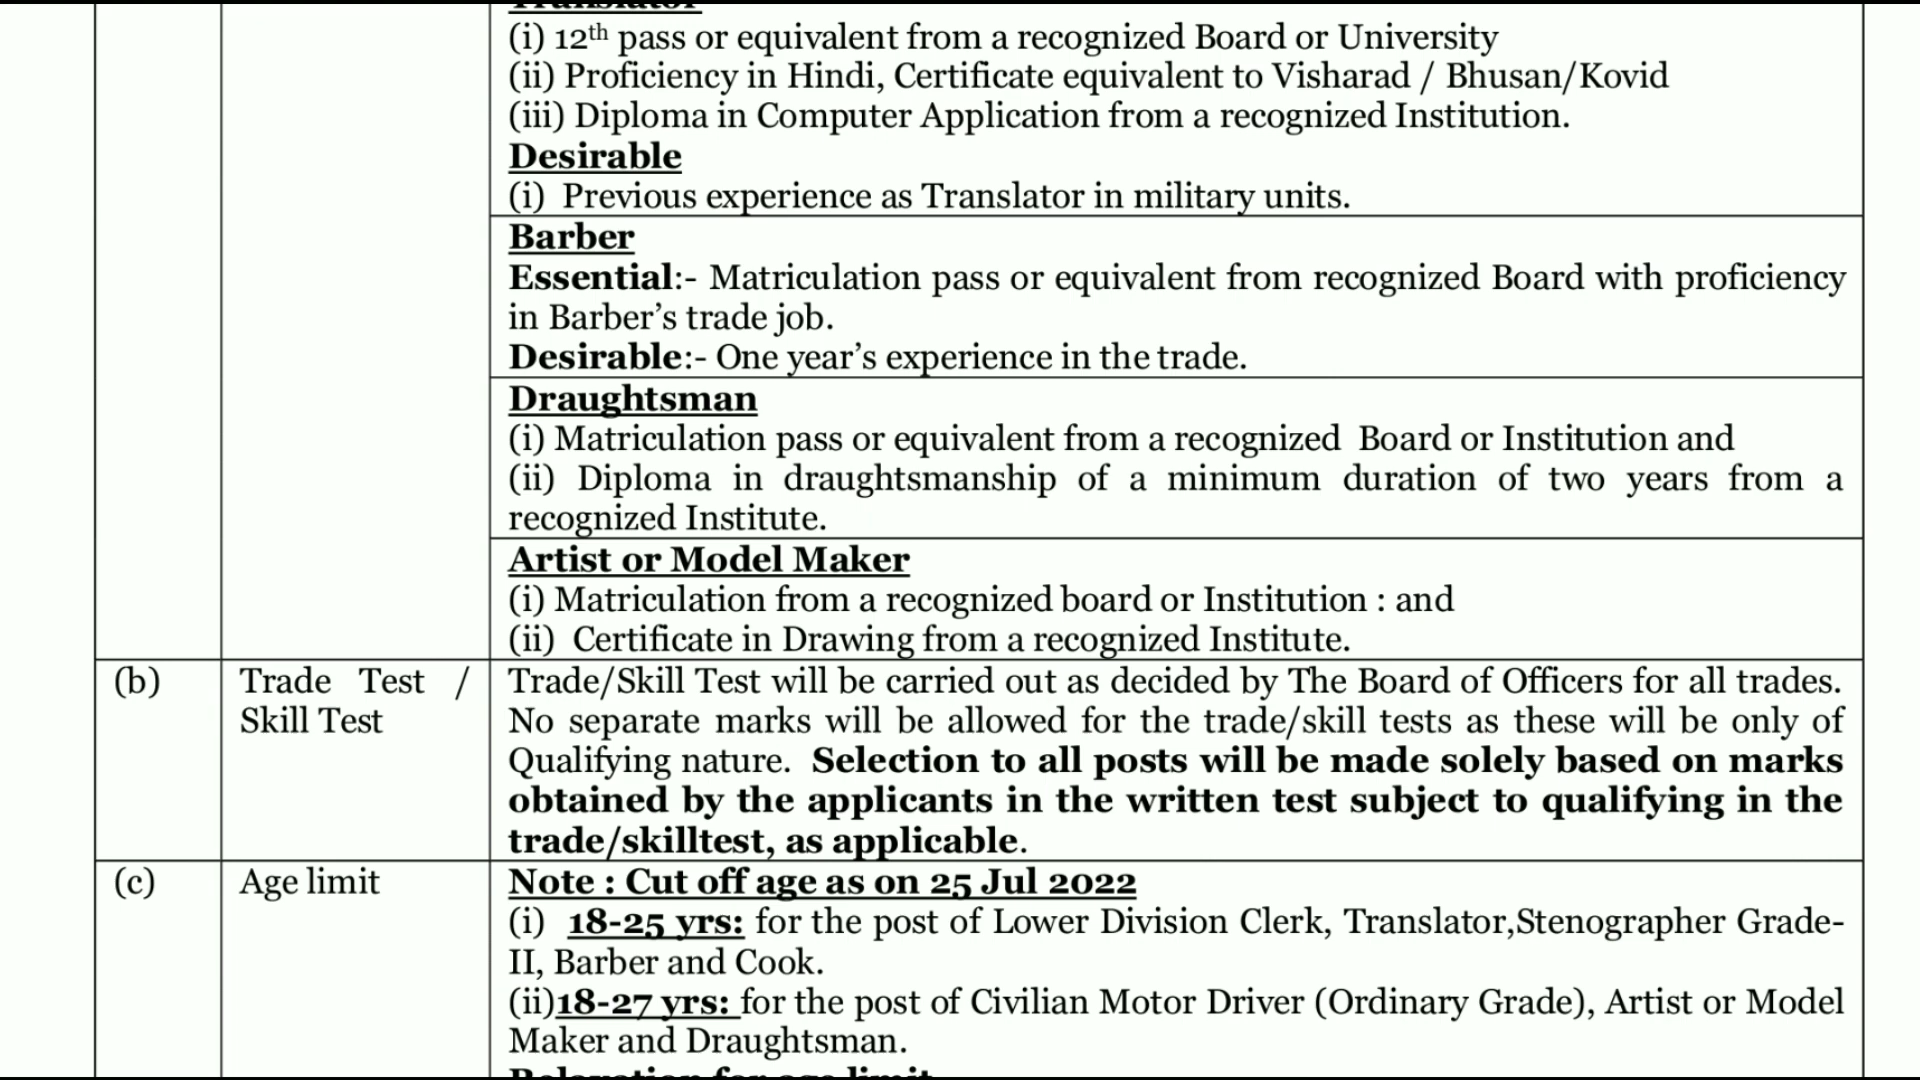 Translator
(i) 12th pass or equivalent from a recognized Board or University
(ii) Proficiency in Hindi, Certificate equivalent to Visharad / Bhusan/Kovid
(iii) Diploma in Computer Application from a recognized Institution.
Desirable
(i) Previous experience as Translator in military units.
Barber
Essential:- Matriculation pass or equivalent from recognized Board with proficiency
in Barber’s trade job.
Desirable:- One year’s experience in the trade.
Draughtsman
(i) Matriculation pass or equivalent from a recognized Board or Institution and
(ii) Diploma in draughtsmanship of a minimum duration of two years from a
recognized Institute.
Artist or Model Maker
(i) Matriculation from a recognized board or Institution : and
(ii) Certificate in Drawing from a recognized Institute.
(b)
Trade Test /
Skill Test
Trade/Skill Test will be carried out as decided by The Board of Officers for all trades.
No separate marks will be allowed for the trade/skill tests as these will be only of
Qualifying nature. Selection to all posts will be made solely based on marks
obtained by the applicants in the written test subject to qualifying in the
trade/skilltest, as applicable.
(c)
Age limit
Note : Cut off age as on 25 Jul 2022
(i) 18-25 yrs: for the post of Lower Division Clerk, Translator,Stenographer Grade-
II, Barber and Cook.
(ii)18-27 yrs: for the post of Civilian Motor Driver (Ordinary Grade), Artist or Model
Maker and Draughtsman.
Relaxation for age limit